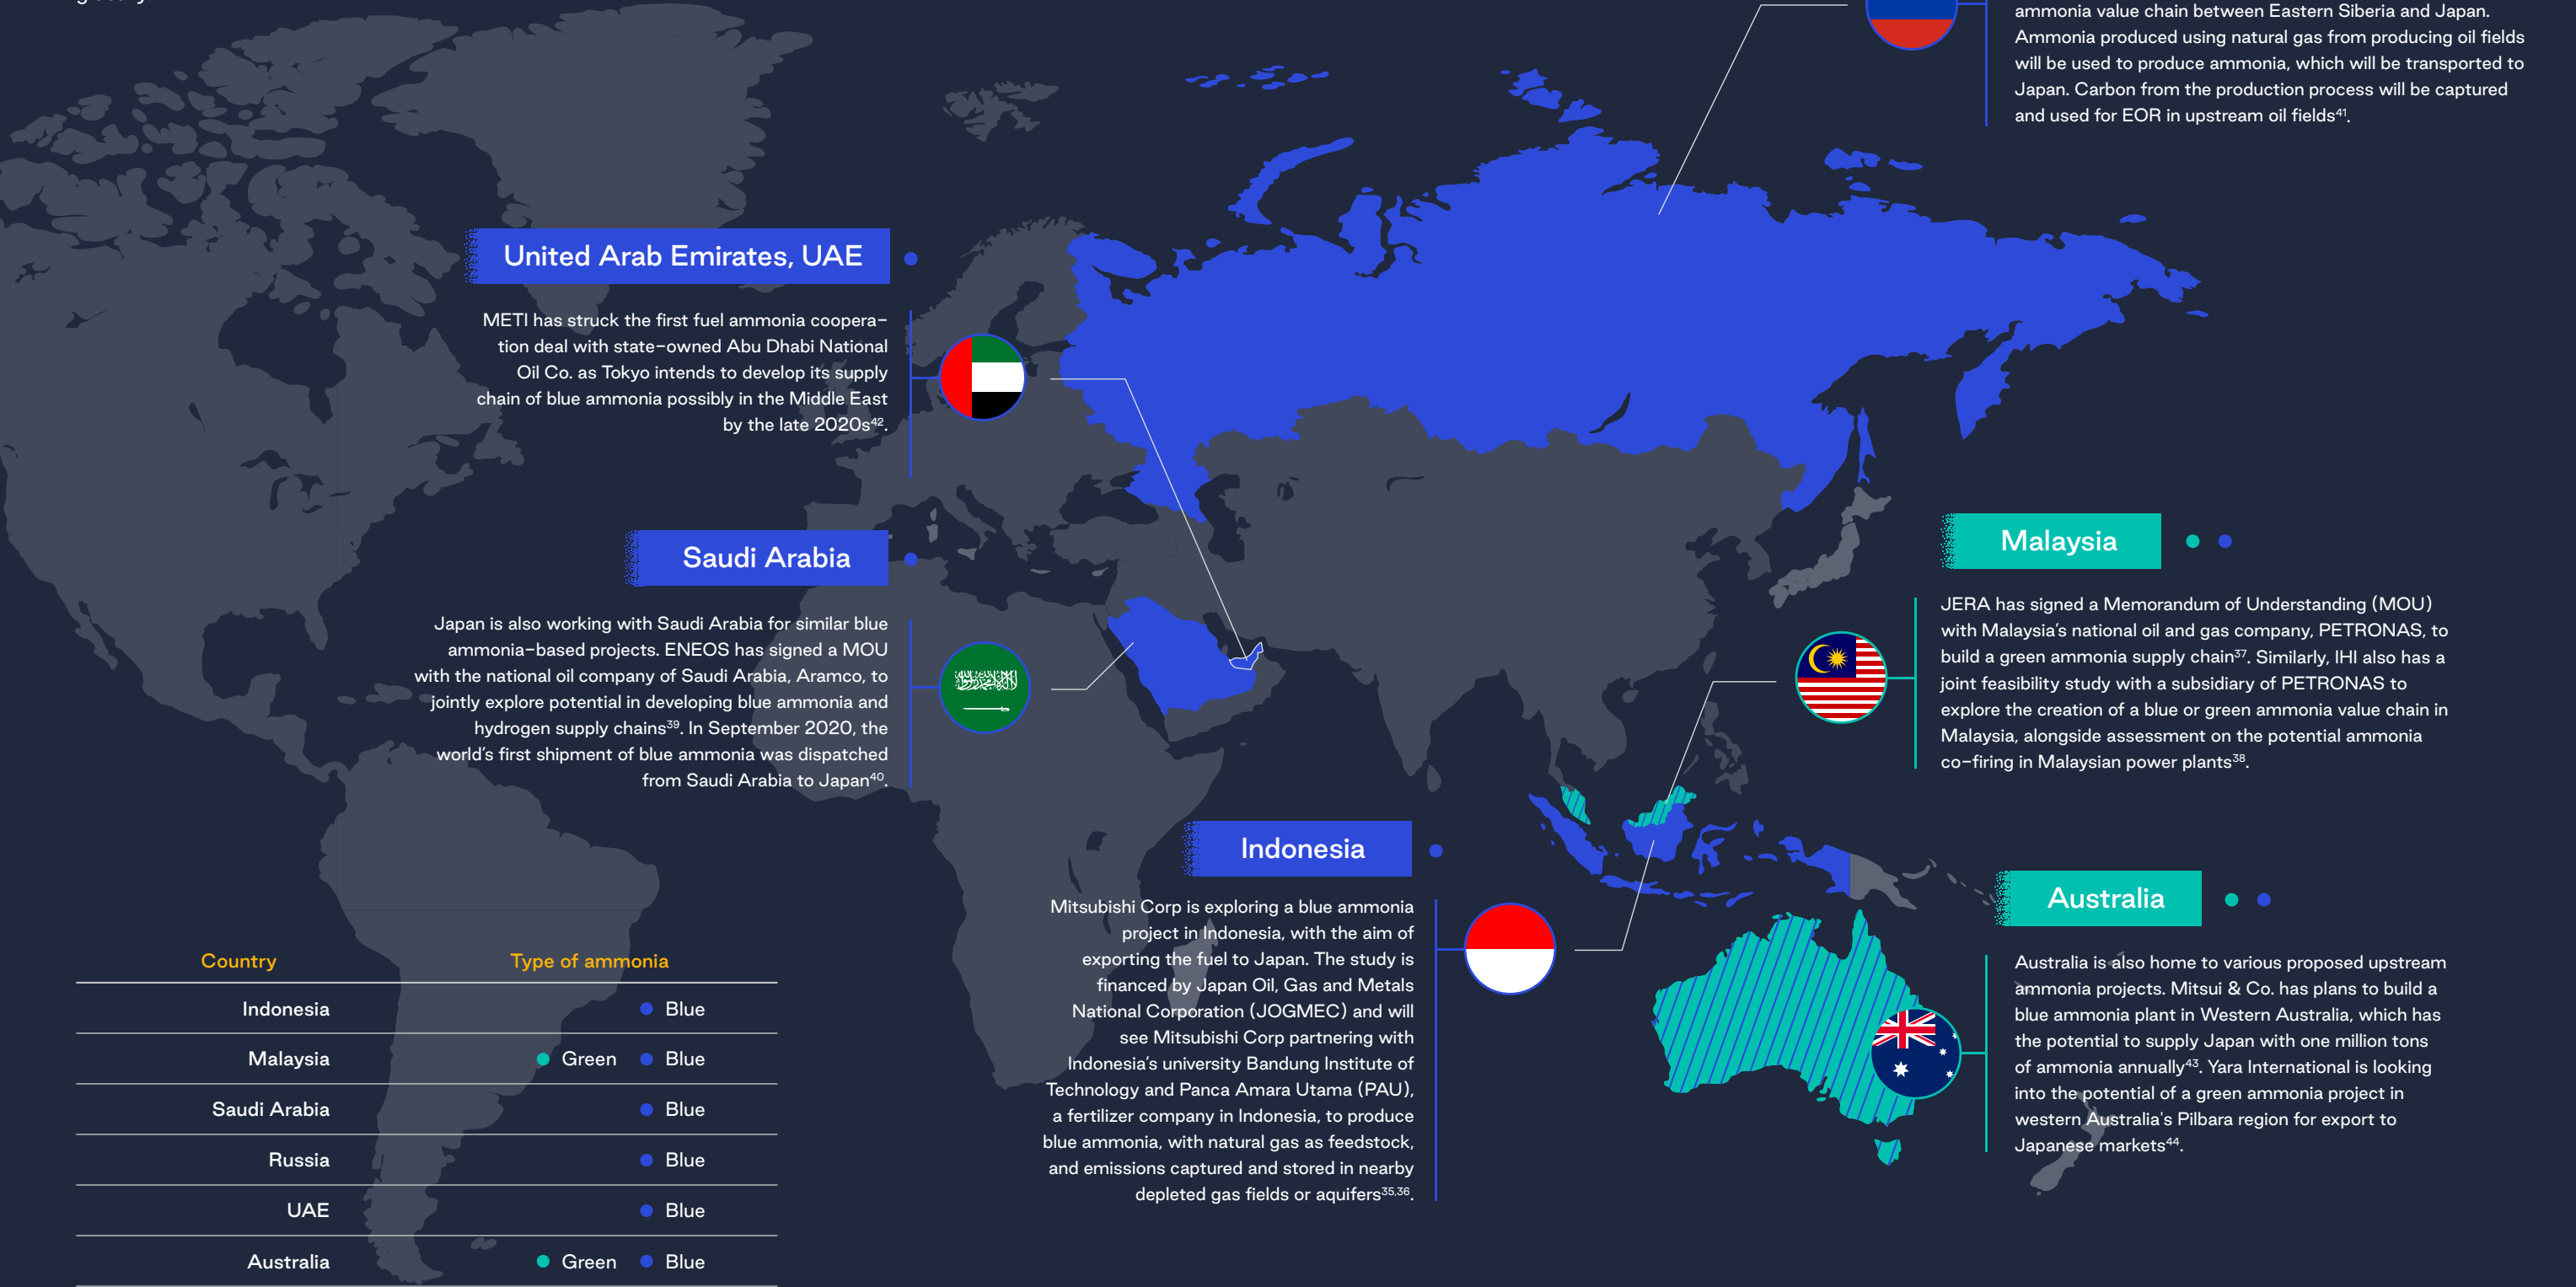 ammonia value chain between Eastern Siberia and Japan.
Ammonia produced using natural gas from producing oil fields
will be used to produce ammonia, which will be transported to
Japan. Carbon from the production process will be captured
and used for EOR in upstream oil fields⁴¹.
United Arab Emirates, UAE
METI has struck the first fuel ammonia coopera-
tion deal with state-owned Abu Dhabi National
Oil Co. as Tokyo intends to develop its supply
chain of blue ammonia possibly in the Middle East
by the late 2020s⁴².
Saudi Arabia
Japan is also working with Saudi Arabia for similar blue
ammonia-based projects. ENEOS has signed a MOU
with the national oil company of Saudi Arabia, Aramco, to
jointly explore potential in developing blue ammonia and
hydrogen supply chains³⁹. In September 2020, the
world's first shipment of blue ammonia was dispatched
from Saudi Arabia to Japan⁴⁰.
Malaysia
JERA has signed a Memorandum of Understanding (MOU)
with Malaysia's national oil and gas company, PETRONAS, to
build a green ammonia supply chain³⁷. Similarly, IHI also has a
joint feasibility study with a subsidiary of PETRONAS to
explore the creation of a blue or green ammonia value chain in
Malaysia, alongside assessment on the potential ammonia
co-firing in Malaysian power plants³⁸.
Indonesia
Mitsubishi Corp is exploring a blue ammonia
project in Indonesia, with the aim of
exporting the fuel to Japan. The study is
financed by Japan Oil, Gas and Metals
National Corporation (JOGMEC) and will
see Mitsubishi Corp partnering with
Indonesia's university Bandung Institute of
Technology and Panca Amara Utama (PAU),
a fertilizer company in Indonesia, to produce
blue ammonia, with natural gas as feedstock,
and emissions captured and stored in nearby
depleted gas fields or aquifers³⁵,³⁶.
Australia
Australia is also home to various proposed upstream
ammonia projects. Mitsui & Co. has plans to build a
blue ammonia plant in Western Australia, which has
the potential to supply Japan with one million tons
of ammonia annually⁴³. Yara International is looking
into the potential of a green ammonia project in
western Australia's Pilbara region for export to
Japanese markets⁴⁴.
Country Type of ammonia
Indonesia Blue
Malaysia Green Blue
Saudi Arabia Blue
Russia Blue
UAE Blue
Australia Green Blue